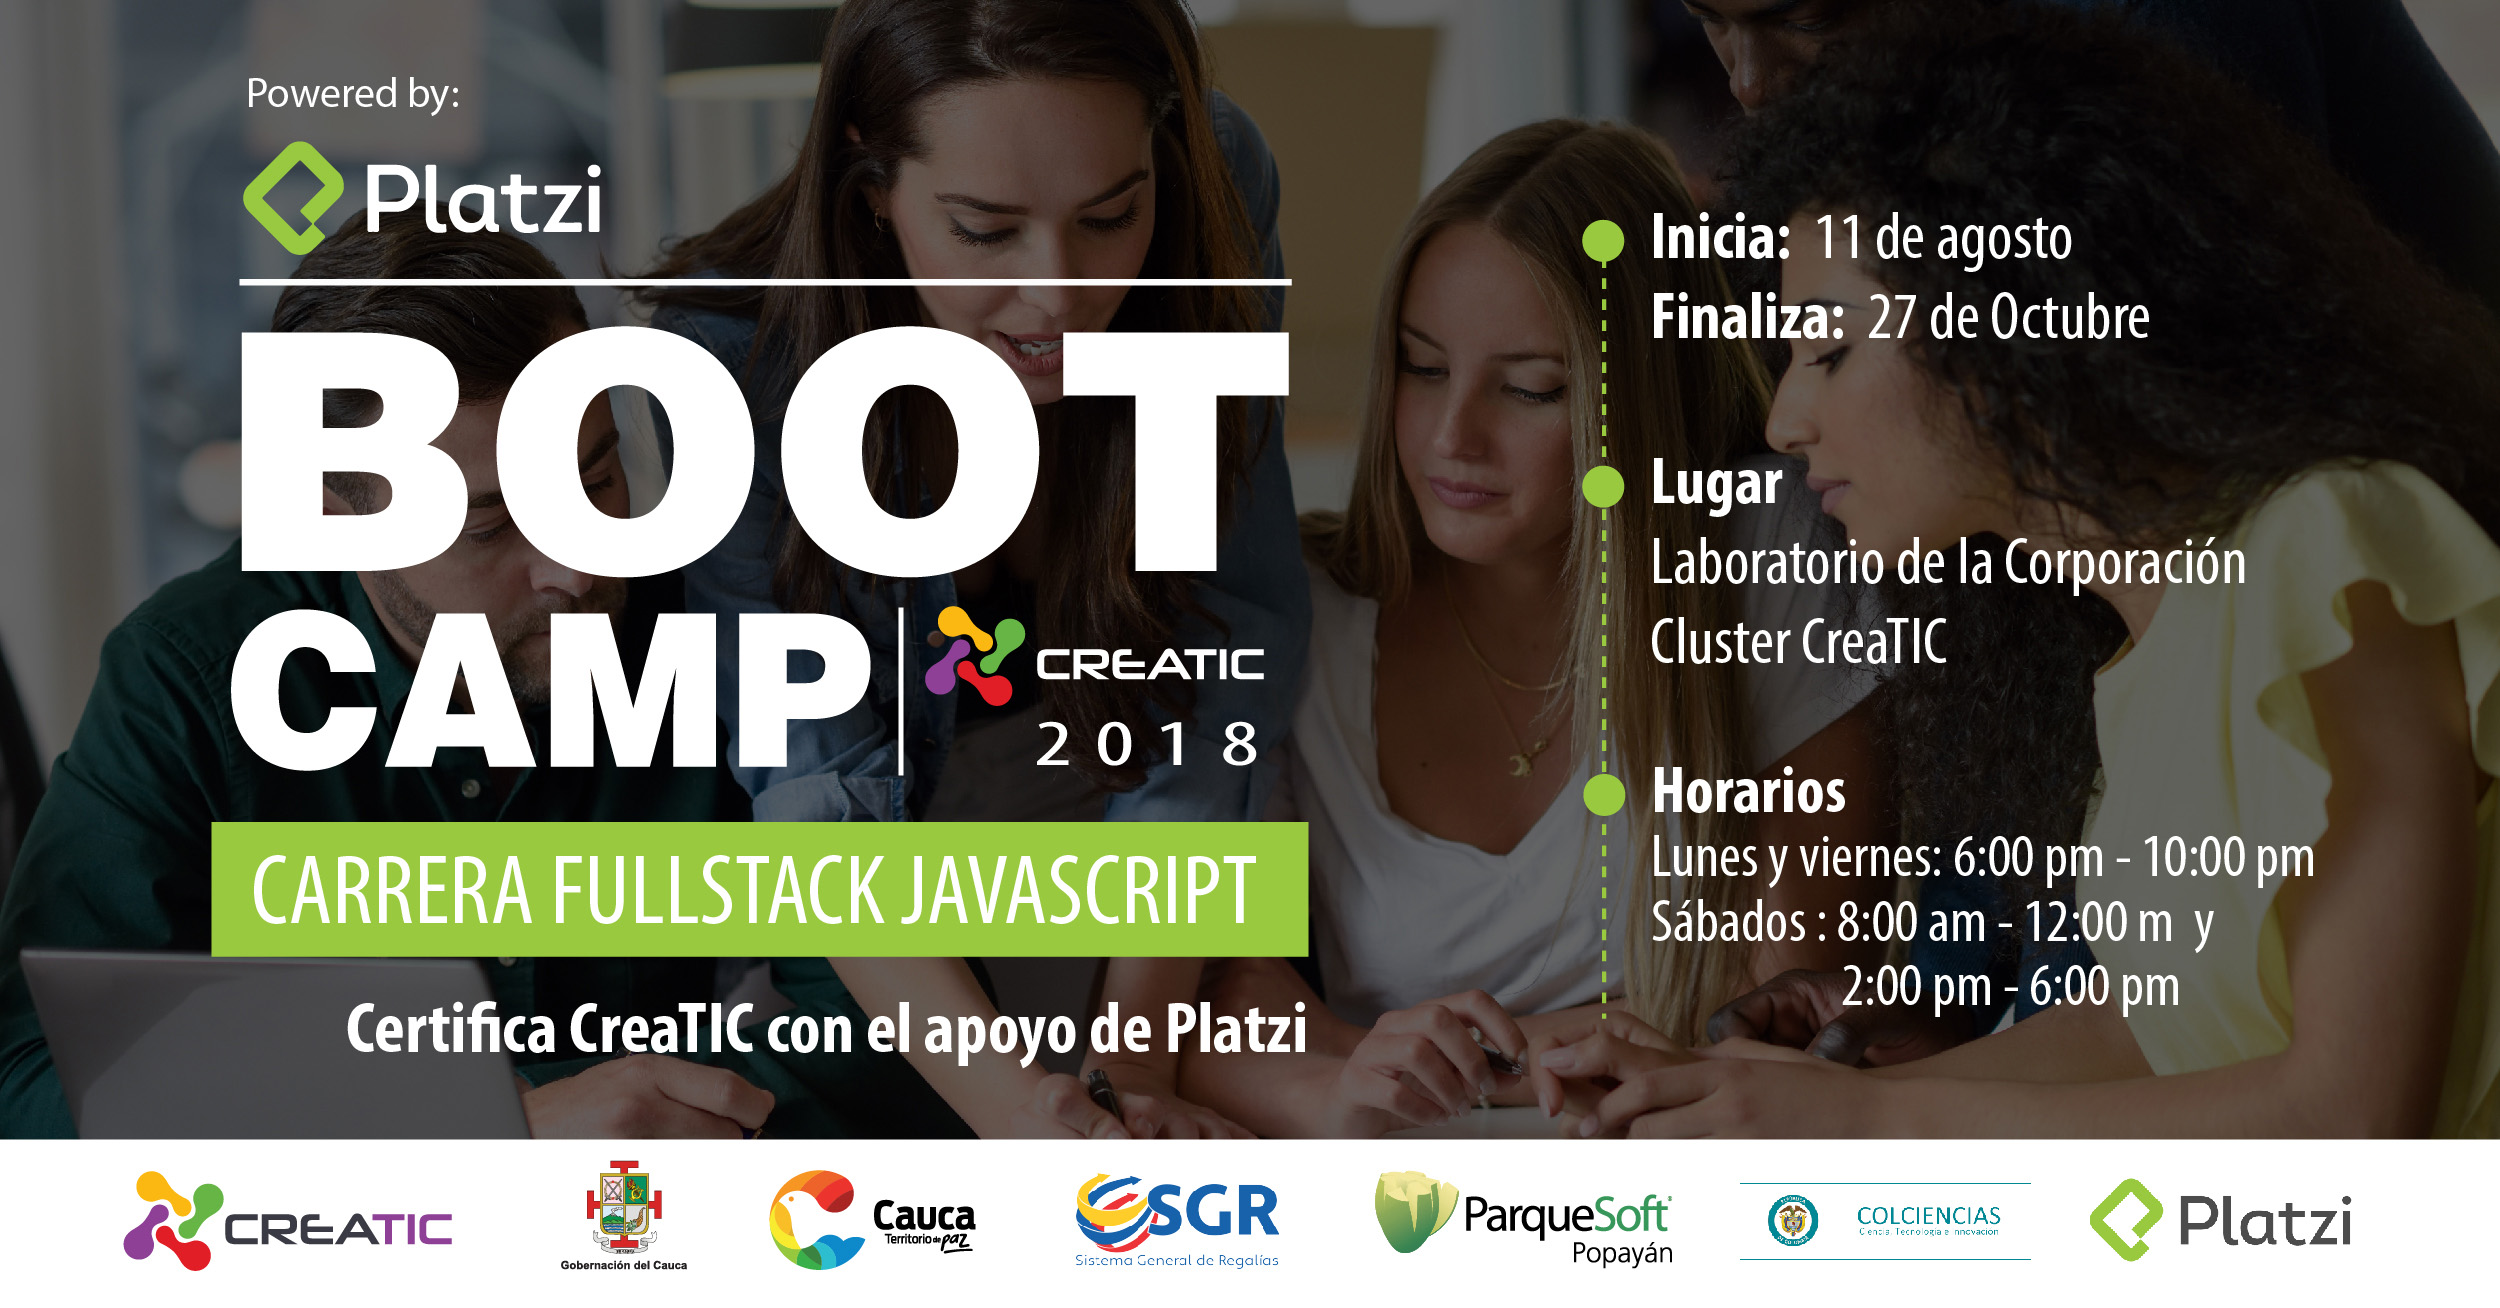 Powered by:
Platzi
BOOT
CAMP
CREATIC
2018
CARRERA FULLSTACK JAVASCRIPT
Certifica CreaTIC con el apoyo de Platzi
Inicia: 11 de agosto
Finaliza: 27 de Octubre
Lugar
Laboratorio de la Corporación
Cluster CreaTIC
Horarios
Lunes y viernes: 6:00 pm - 10:00 pm
Sábados : 8:00 am - 12:00 m y
2:00 pm - 6:00 pm
CREATIC
Gobernación del Cauca
Cauca
Territorio de paz
SGR
Sistema General de Regalías
ParqueSoft
Popayán
COLCIENCIAS
Ciencia, Tecnología e Innovación
Platzi